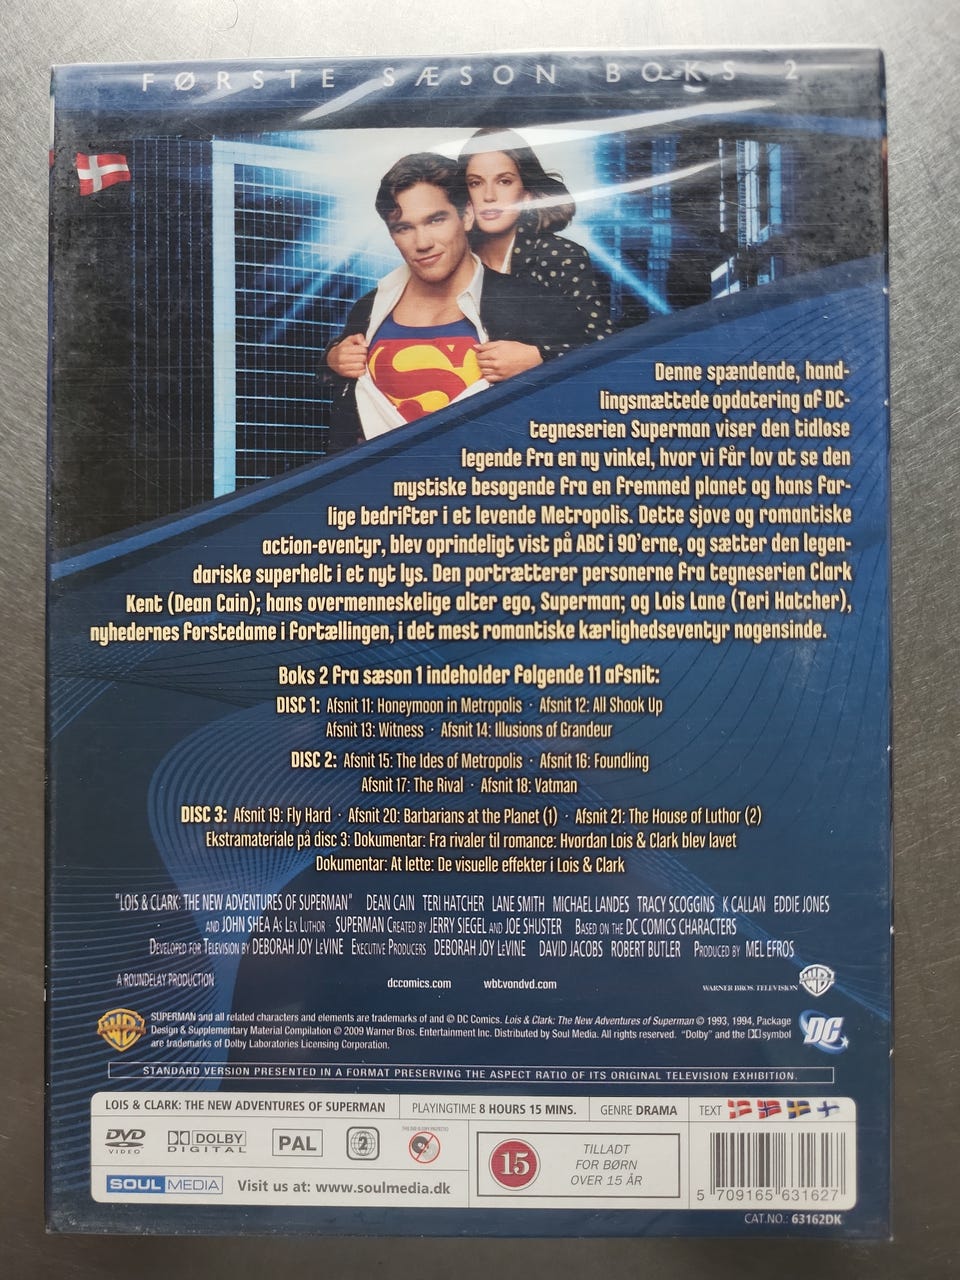 FØRSTE SÆSON BOKS 2
Denne spændende, hand-
lingsmættede opdatering af DC-
tegneserien Superman viser den tidløse
legende fra en ny vinkel, hvor vi får lov at se den
mystiske besøgende fra en fremmed planet og hans far-
lige bedrifter i et levende Metropolis. Dette sjove og romantiske
action-eventyr, blev oprindeligt vist på ABC i 90'erne, og sætter den legen-
dariske superhelt i et nyt lys. Den portrætterer personerne fra tegneserien Clark
Kent (Dean Cain); hans overmenneskelige alter ego, Superman; og Lois Lane (Teri Hatcher),
nyhedernes førstedame i fortællingen, i det mest romantiske kærlighedseventyr nogensinde.
Boks 2 fra sæson 1 indeholder følgende 11 afsnit:
DISC 1: Afsnit 11: Honeymoon in Metropolis · Afsnit 12: All Shook Up
Afsnit 13: Witness · Afsnit 14: Illusions of Grandeur
DISC 2: Afsnit 15: The Ides of Metropolis · Afsnit 16: Foundling
Afsnit 17: The Rival · Afsnit 18: Vatman
DISC 3: Afsnit 19: Fly Hard · Afsnit 20: Barbarians at the Planet (1) · Afsnit 21: The House of Luthor (2)
Ekstramateriale på disc 3: Dokumentar: Fra rivaler til romance: Hvordan Lois & Clark blev lavet
Dokumentar: At lette: De visuelle effekter i Lois & Clark
"LOIS & CLARK: THE NEW ADVENTURES OF SUPERMAN" DEAN CAIN TERI HATCHER LANE SMITH MICHAEL LANDES TRACY SCOGGINS K CALLAN EDDIE JONES
AND JOHN SHEA AS LEX LUTHOR SUPERMAN CREATED BY JERRY SIEGEL AND JOE SHUSTER BASED ON THE DC COMICS CHARACTERS
DEVELOPED FOR TELEVISION BY DEBORAH JOY LEVINE EXECUTIVE PRODUCERS DEBORAH JOY LEVINE DAVID JACOBS ROBERT BUTLER PRODUCED BY MEL EFROS
A ROUNDELAY PRODUCTION dccomics.com wbtvondvd.com WARNER BROS. TELEVISION WB
WB SUPERMAN and all related characters and elements are trademarks of and © DC Comics. Lois & Clark: The New Adventures of Superman © 1993, 1994, Package
Design & Supplementary Material Compilation © 2009 Warner Bros. Entertainment Inc. Distributed by Soul Media. All rights reserved. "Dolby" and the DD symbol
are trademarks of Dolby Laboratories Licensing Corporation.
DC
STANDARD VERSION PRESENTED IN A FORMAT PRESERVING THE ASPECT RATIO OF ITS ORIGINAL TELEVISION EXHIBITION.
LOIS & CLARK: THE NEW ADVENTURES OF SUPERMAN PLAYINGTIME 8 HOURS 15 MINS. GENRE DRAMA TEXT
DVD VIDEO DOLBY DIGITAL PAL 2
THIS DVD IS COPY PROTECTED
15 TILLADT
FOR BØRN
OVER 15 ÅR
SOUL MEDIA Visit us at: www.soulmedia.dk
5 709165 631627
CAT.NO.: 63162DK